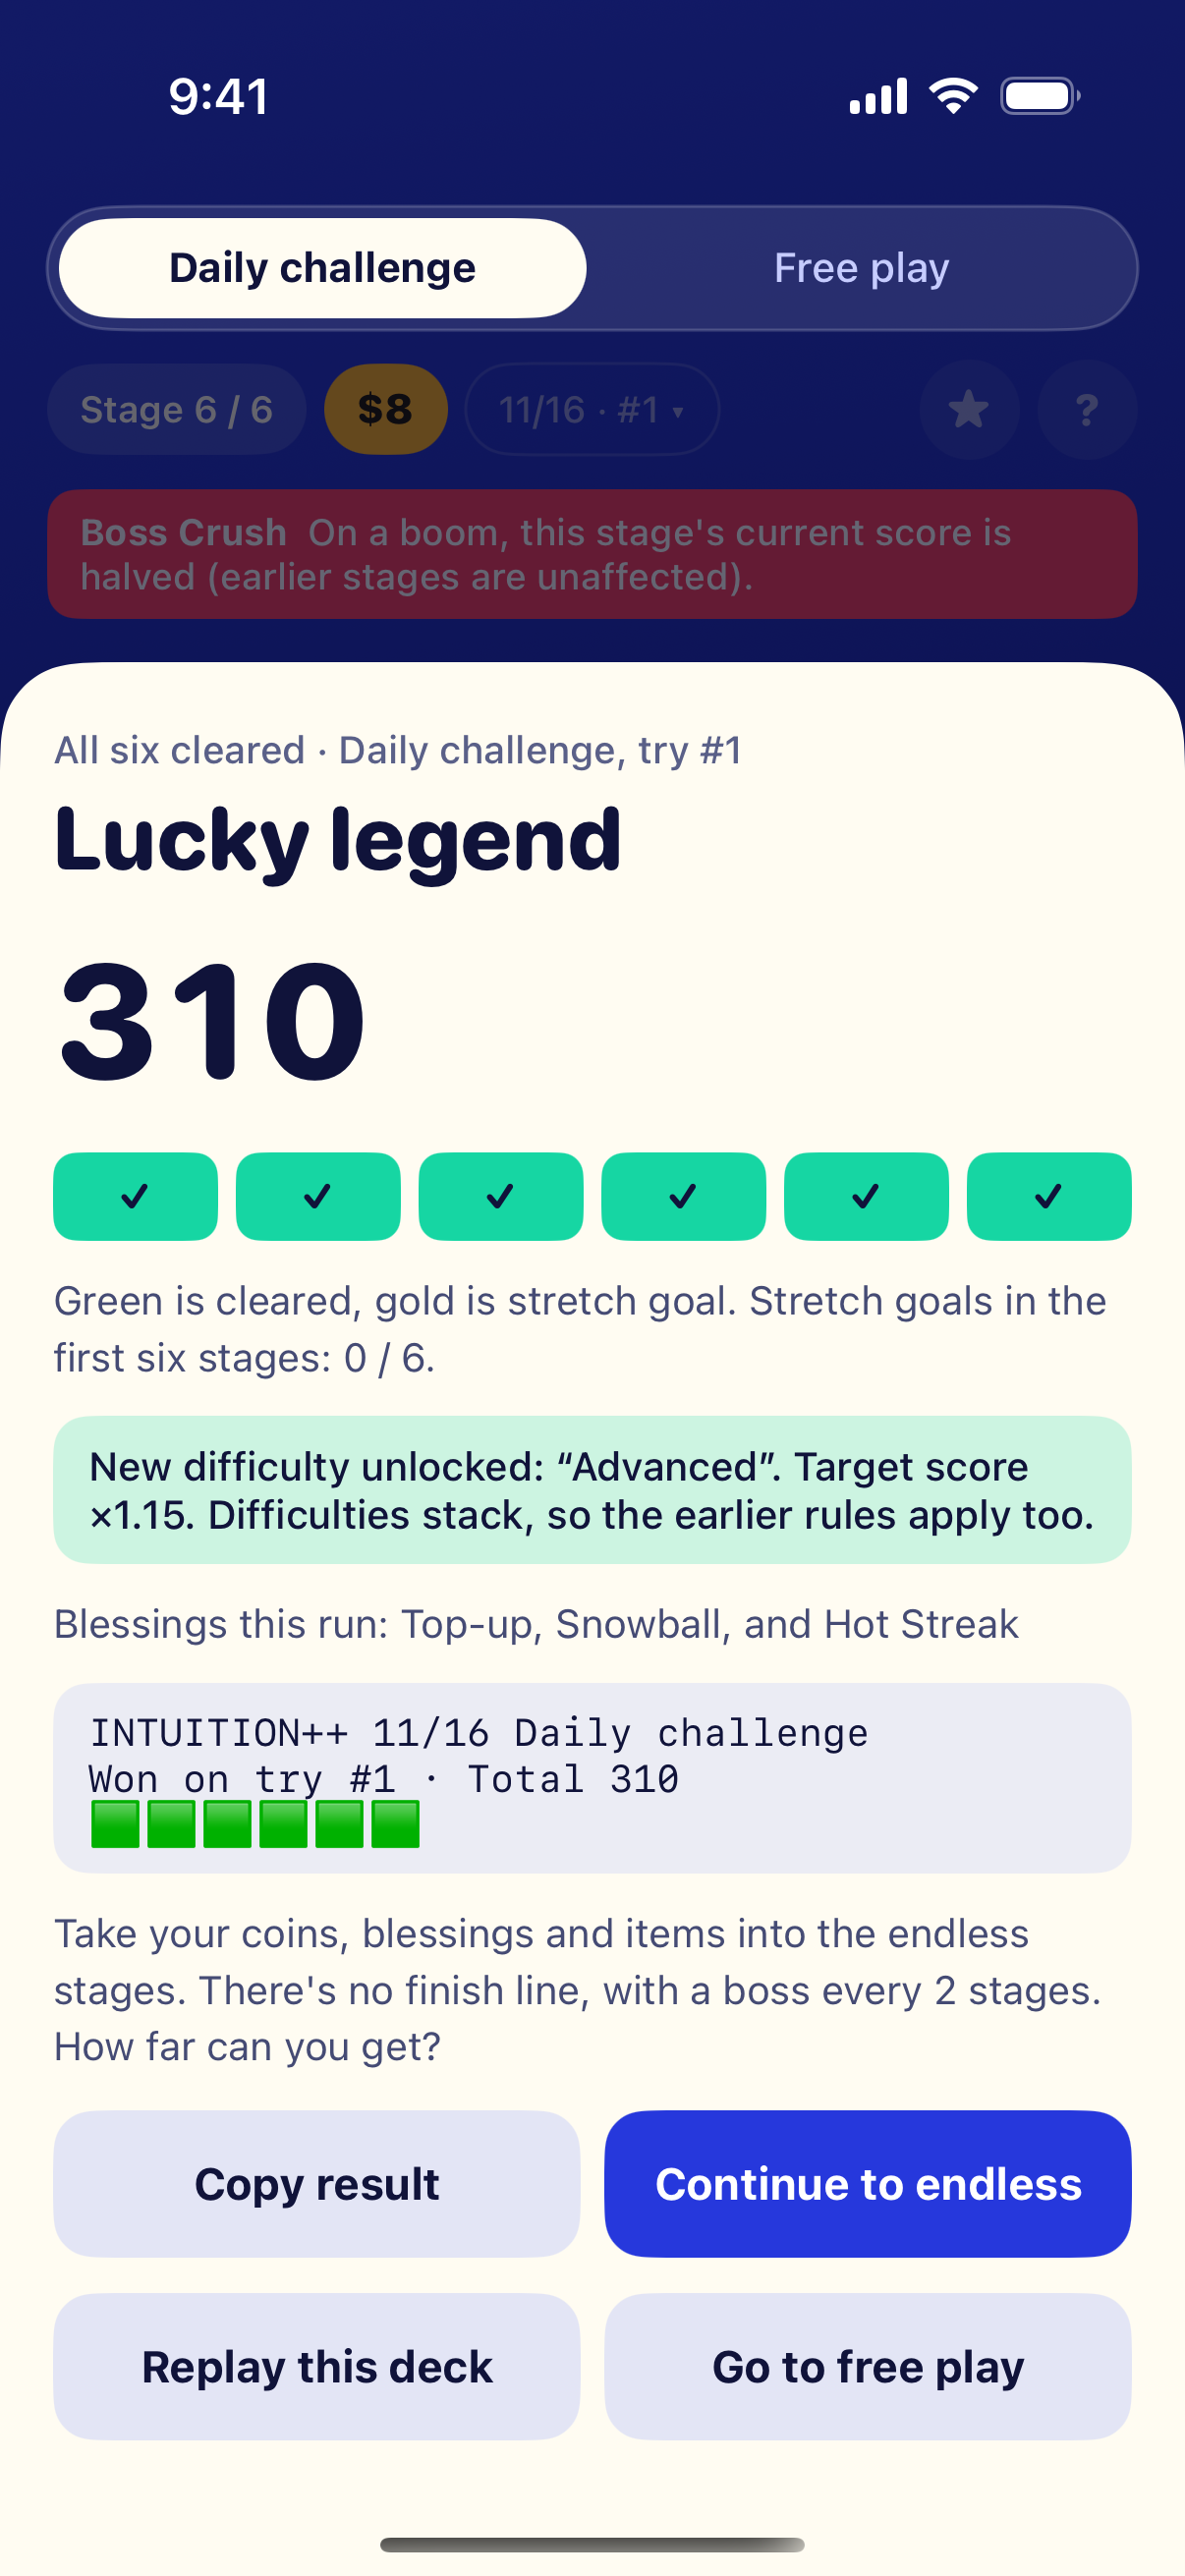 9:41
Daily challenge
Free play
Stage 6 / 6
$8
11/16 · #1 ▾
?
Boss Crush On a boom, this stage's current score is
halved (earlier stages are unaffected).
All six cleared · Daily challenge, try #1
Lucky legend
310
Green is cleared, gold is stretch goal. Stretch goals in the
first six stages: 0 / 6.
New difficulty unlocked: “Advanced”. Target score
×1.15. Difficulties stack, so the earlier rules apply too.
Blessings this run: Top-up, Snowball, and Hot Streak
INTUITION++ 11/16 Daily challenge
Won on try #1 · Total 310
Take your coins, blessings and items into the endless
stages. There's no finish line, with a boss every 2 stages.
How far can you get?
Copy result
Continue to endless
Replay this deck
Go to free play